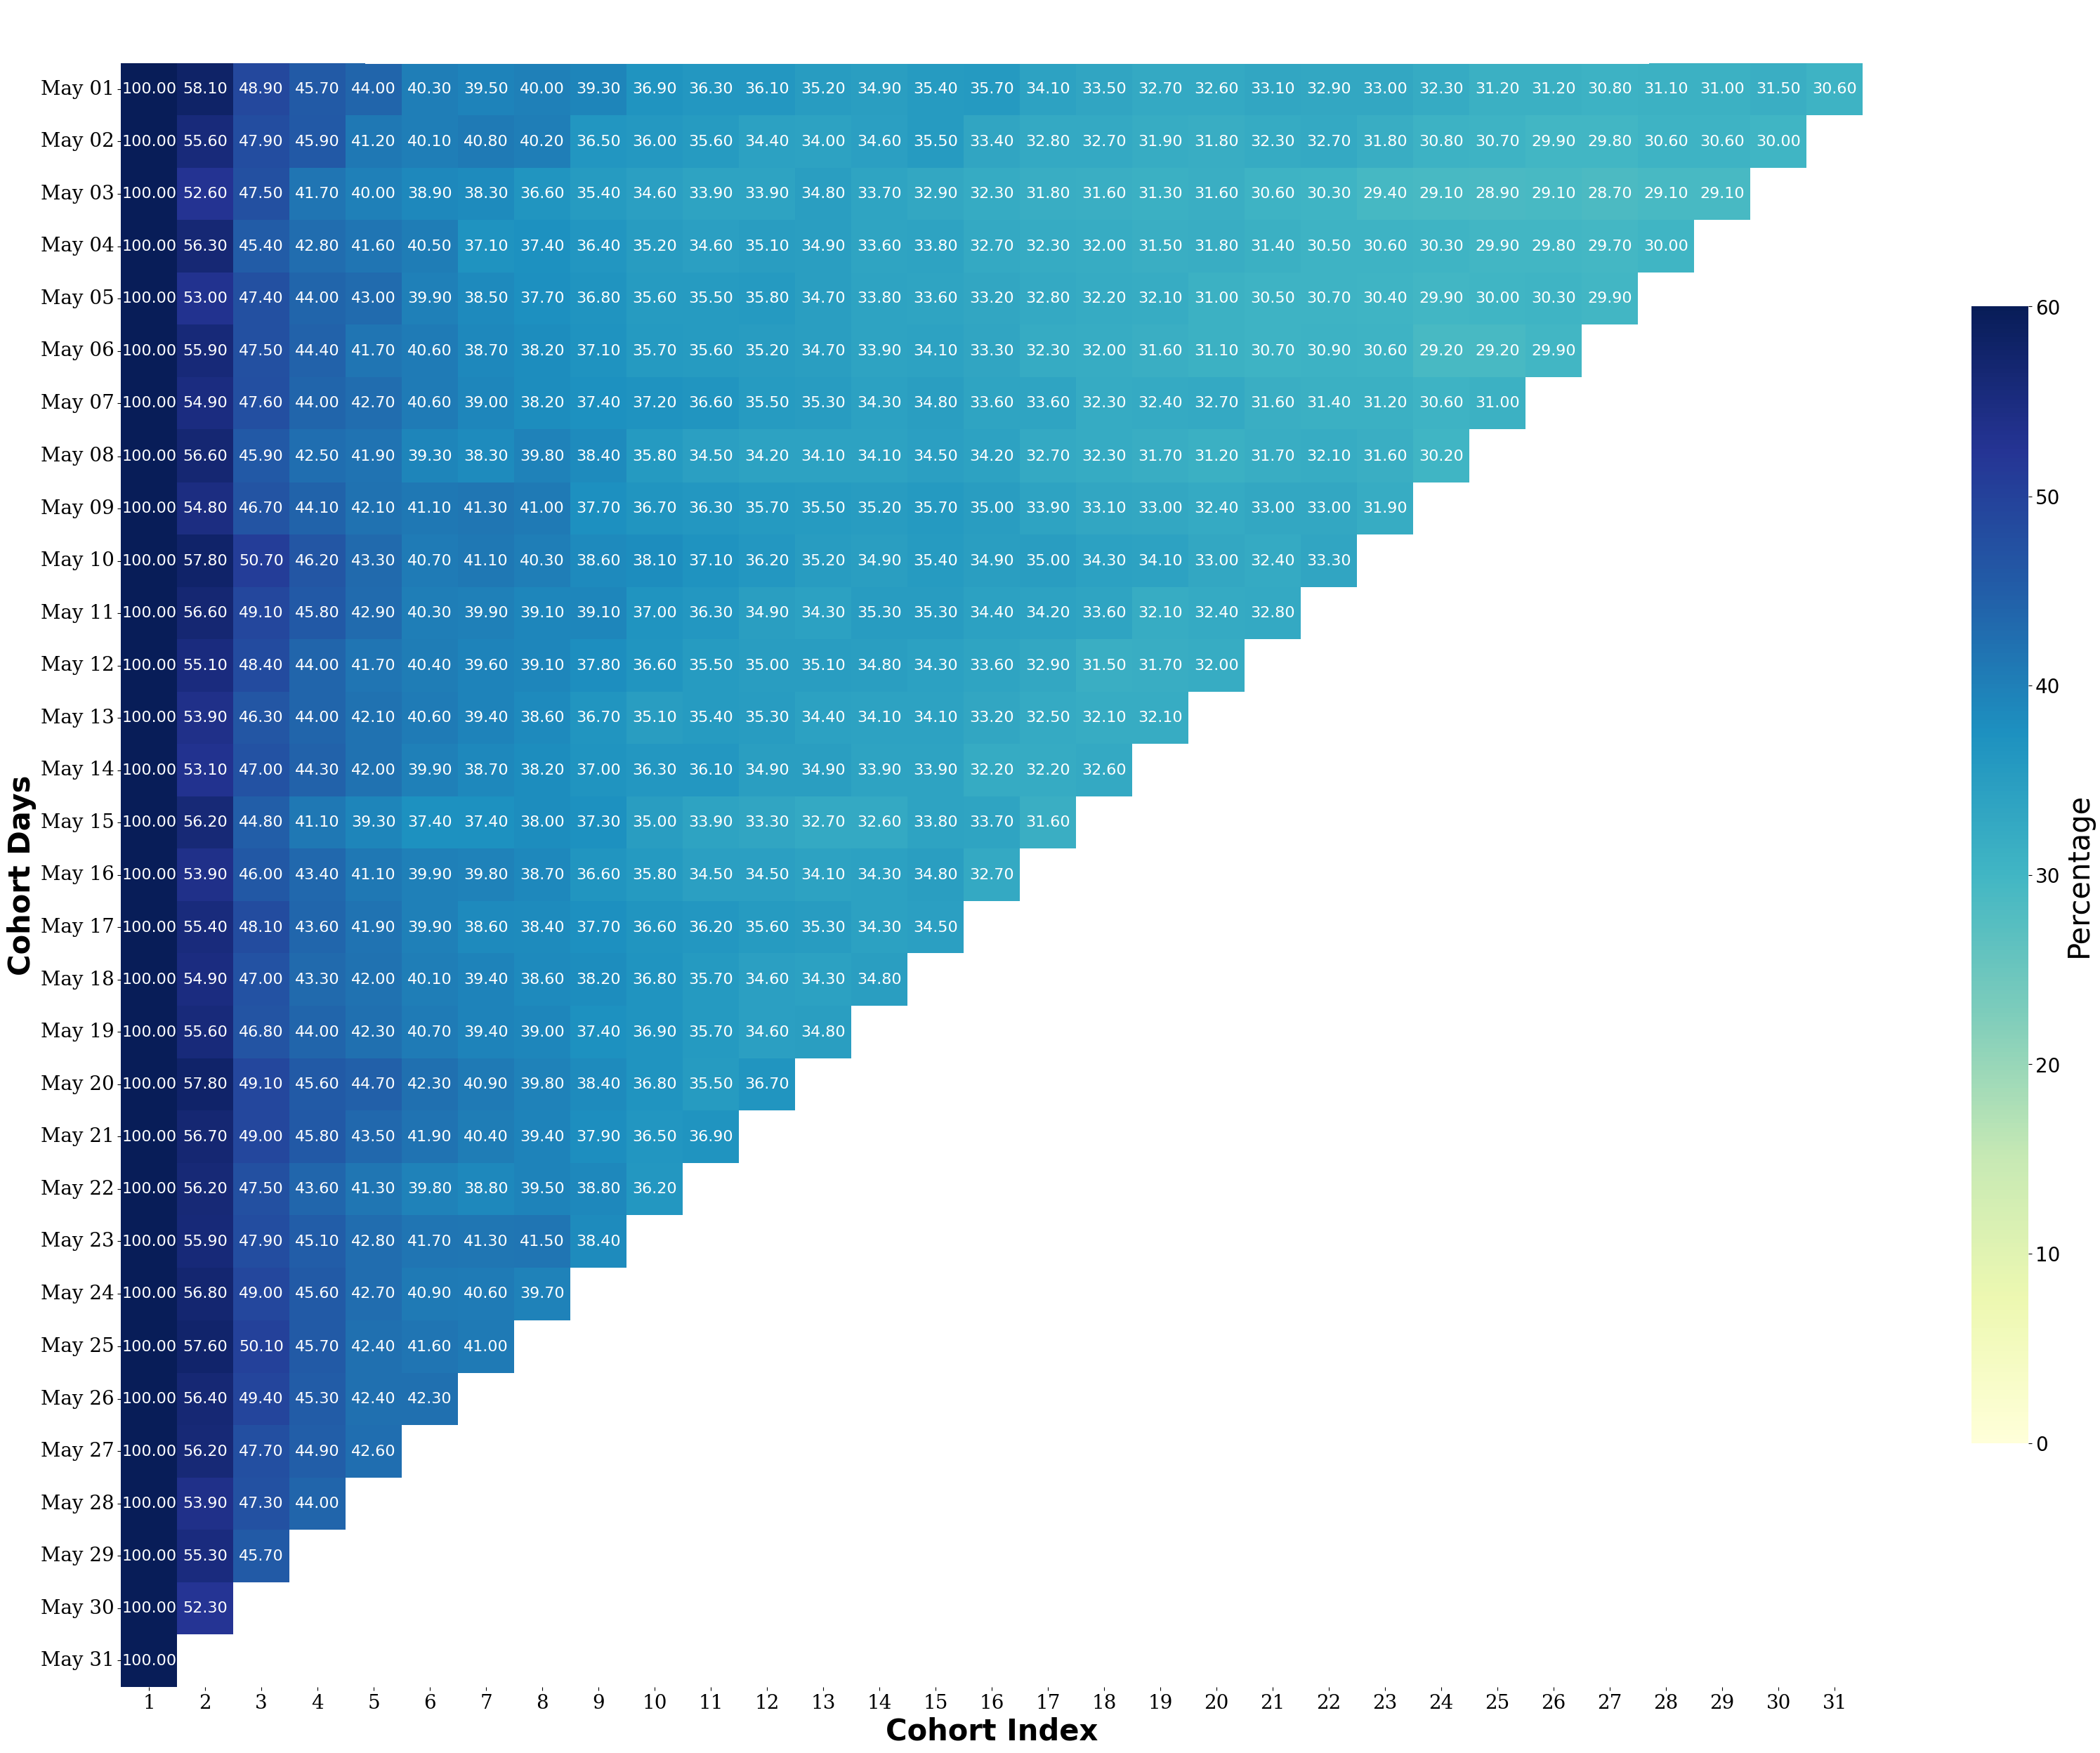 May 01 100.00 58.10 48.90 45.70 44.00 40.30 39.50 40.00 39.30 36.90 36.30 36.10 35.20 34.90 35.40 35.70 34.10 33.50 32.70 32.60 33.10 32.90 33.00 32.30 31.20 31.20 30.80 31.10 31.00 31.50 30.60
May 02 100.00 55.60 47.90 45.90 41.20 40.10 40.80 40.20 36.50 36.00 35.60 34.40 34.00 34.60 35.50 33.40 32.80 32.70 31.90 31.80 32.30 32.70 31.80 30.80 30.70 29.90 29.80 30.60 30.60 30.00
May 03 100.00 52.60 47.50 41.70 40.00 38.90 38.30 36.60 35.40 34.60 33.90 33.90 34.80 33.70 32.90 32.30 31.80 31.60 31.30 31.60 30.60 30.30 29.40 29.10 28.90 29.10 28.70 29.10 29.10
May 04 100.00 56.30 45.40 42.80 41.60 40.50 37.10 37.40 36.40 35.20 34.60 35.10 34.90 33.60 33.80 32.70 32.30 32.00 31.50 31.80 31.40 30.50 30.60 30.30 29.90 29.80 29.70 30.00
May 05 100.00 53.00 47.40 44.00 43.00 39.90 38.50 37.70 36.80 35.60 35.50 35.80 34.70 33.80 33.60 33.20 32.80 32.20 32.10 31.00 30.50 30.70 30.40 29.90 30.00 30.30 29.90
May 06 100.00 55.90 47.50 44.40 41.70 40.60 38.70 38.20 37.10 35.70 35.60 35.20 34.70 33.90 34.10 33.30 32.30 32.00 31.60 31.10 30.70 30.90 30.60 29.20 29.20 29.90
May 07 100.00 54.90 47.60 44.00 42.70 40.60 39.00 38.20 37.40 37.20 36.60 35.50 35.30 34.30 34.80 33.60 33.60 32.30 32.40 32.70 31.60 31.40 31.20 30.60 31.00
May 08 100.00 56.60 45.90 42.50 41.90 39.30 38.30 39.80 38.40 35.80 34.50 34.20 34.10 34.10 34.50 34.20 32.70 32.30 31.70 31.20 31.70 32.10 31.60 30.20
May 09 100.00 54.80 46.70 44.10 42.10 41.10 41.30 41.00 37.70 36.70 36.30 35.70 35.50 35.20 35.70 35.00 33.90 33.10 33.00 32.40 33.00 33.00 31.90
May 10 100.00 57.80 50.70 46.20 43.30 40.70 41.10 40.30 38.60 38.10 37.10 36.20 35.20 34.90 35.40 34.90 35.00 34.30 34.10 33.00 32.40 33.30
May 11 100.00 56.60 49.10 45.80 42.90 40.30 39.90 39.10 39.10 37.00 36.30 34.90 34.30 35.30 35.30 34.40 34.20 33.60 32.10 32.40 32.80
May 12 100.00 55.10 48.40 44.00 41.70 40.40 39.60 39.10 37.80 36.60 35.50 35.00 35.10 34.80 34.30 33.60 32.90 31.50 31.70 32.00
May 13 100.00 53.90 46.30 44.00 42.10 40.60 39.40 38.60 36.70 35.10 35.40 35.30 34.40 34.10 34.10 33.20 32.50 32.10 32.10
May 14 100.00 53.10 47.00 44.30 42.00 39.90 38.70 38.20 37.00 36.30 36.10 34.90 34.90 33.90 33.90 32.20 32.20 32.60
May 15 100.00 56.20 44.80 41.10 39.30 37.40 37.40 38.00 37.30 35.00 33.90 33.30 32.70 32.60 33.80 33.70 31.60
May 16 100.00 53.90 46.00 43.40 41.10 39.90 39.80 38.70 36.60 35.80 34.50 34.50 34.10 34.30 34.80 32.70
May 17 100.00 55.40 48.10 43.60 41.90 39.90 38.60 38.40 37.70 36.60 36.20 35.60 35.30 34.30 34.50
May 18 100.00 54.90 47.00 43.30 42.00 40.10 39.40 38.60 38.20 36.80 35.70 34.60 34.30 34.80
May 19 100.00 55.60 46.80 44.00 42.30 40.70 39.40 39.00 37.40 36.90 35.70 34.60 34.80
May 20 100.00 57.80 49.10 45.60 44.70 42.30 40.90 39.80 38.40 36.80 35.50 36.70
May 21 100.00 56.70 49.00 45.80 43.50 41.90 40.40 39.40 37.90 36.50 36.90
May 22 100.00 56.20 47.50 43.60 41.30 39.80 38.80 39.50 38.80 36.20
May 23 100.00 55.90 47.90 45.10 42.80 41.70 41.30 41.50 38.40
May 24 100.00 56.80 49.00 45.60 42.70 40.90 40.60 39.70
May 25 100.00 57.60 50.10 45.70 42.40 41.60 41.00
May 26 100.00 56.40 49.40 45.30 42.40 42.30
May 27 100.00 56.20 47.70 44.90 42.60
May 28 100.00 53.90 47.30 44.00
May 29 100.00 55.30 45.70
May 30 100.00 52.30
May 31 100.00
1 2 3 4 5 6 7 8 9 10 11 12 13 14 15 16 17 18 19 20 21 22 23 24 25 26 27 28 29 30 31
Cohort Index
Cohort Days
60
50
40
30
20
10
0
Percentage